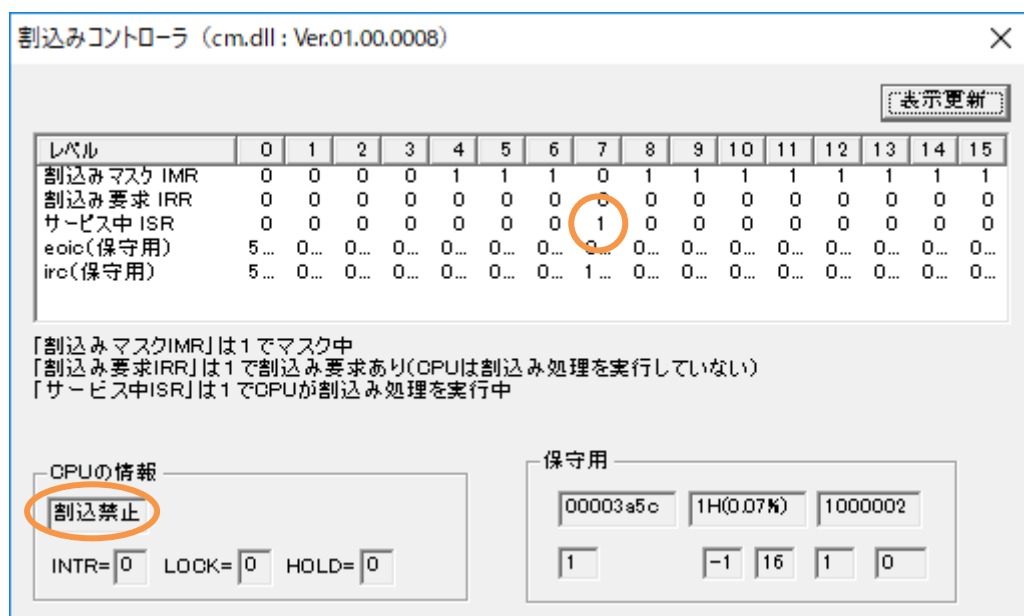 割込みコントローラ（cm.dll : Ver.01.00.0008）
表示更新
レベル 0 1 2 3 4 5 6 7 8 9 10 11 12 13 14 15
割込みマスク IMR 0 0 0 0 1 1 1 0 1 1 1 1 1 1 1 1
割込み要求 IRR 0 0 0 0 0 0 0 0 0 0 0 0 0 0 0 0
サービス中 ISR 0 0 0 0 0 0 0 1 0 0 0 0 0 0 0 0
eoic(保守用) 5... 0... 0... 0... 0... 0... 0... 0... 0... 0... 0... 0... 0... 0... 0... 0...
irc(保守用) 5... 0... 0... 0... 0... 0... 0... 1... 0... 0... 0... 0... 0... 0... 0... 0...
「割込みマスクIMR」は1でマスク中
「割込み要求IRR」は1で割込み要求あり(CPUは割込み処理を実行していない)
「サービス中ISR」は1でCPUが割込み処理を実行中
CPUの情報
割込禁止
INTR= 0 LOCK= 0 HOLD= 0
保守用
00003a5c 1H(0.07%) 1000002
1 -1 16 1 0